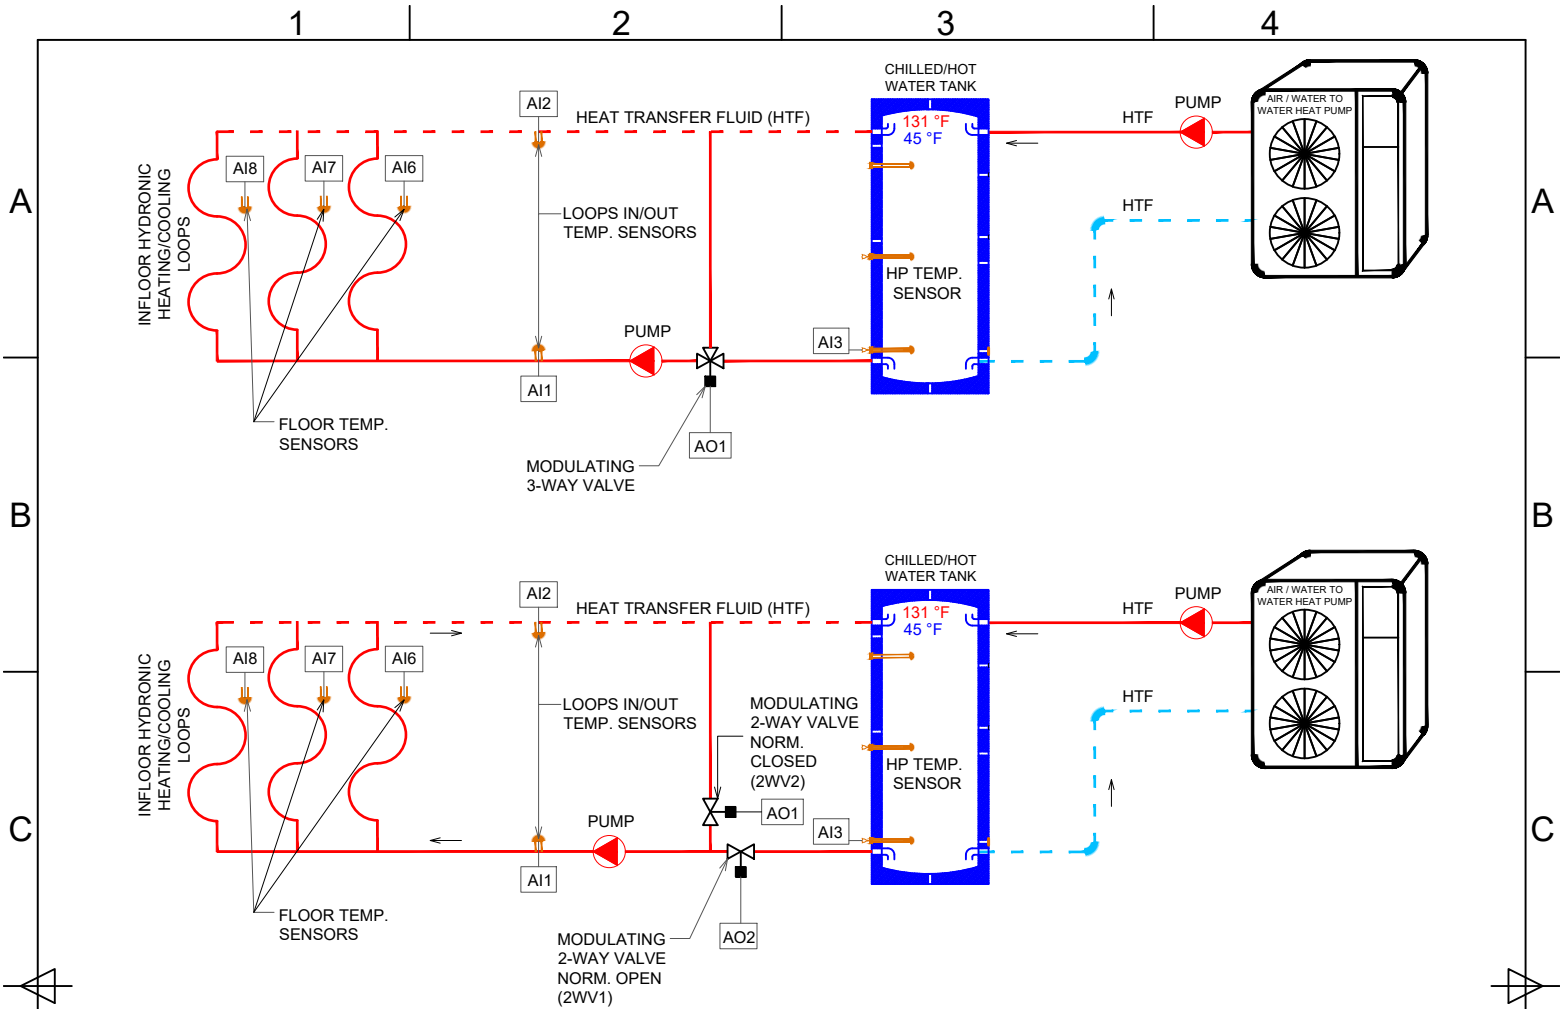 1
2
3
4
A
A
B
B
C
C
CHILLED/HOT
WATER TANK
131 °F
45 °F
AI2
HEAT TRANSFER FLUID (HTF)
HTF
PUMP
AIR / WATER TO
WATER HEAT PUMP
INFLOOR HYDRONIC
HEATING/COOLING
LOOPS
AI8
AI7
AI6
LOOPS IN/OUT
TEMP. SENSORS
HTF
HP TEMP.
SENSOR
PUMP
AI3
AI1
FLOOR TEMP.
SENSORS
AO1
MODULATING
3-WAY VALVE
CHILLED/HOT
WATER TANK
131 °F
45 °F
AI2
HEAT TRANSFER FLUID (HTF)
HTF
PUMP
AIR / WATER TO
WATER HEAT PUMP
INFLOOR HYDRONIC
HEATING/COOLING
LOOPS
AI8
AI7
AI6
LOOPS IN/OUT
TEMP. SENSORS
MODULATING
2-WAY VALVE
NORM.
CLOSED
(2WV2)
HTF
HP TEMP.
SENSOR
AO1
PUMP
AI3
AI1
FLOOR TEMP.
SENSORS
AO2
MODULATING
2-WAY VALVE
NORM. OPEN
(2WV1)